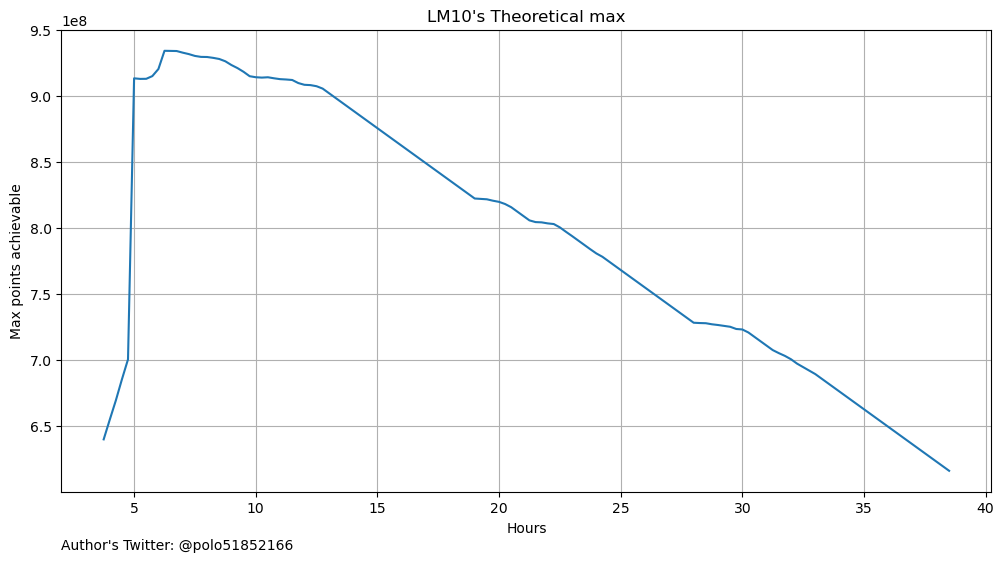 LM10's Theoretical max
1e8
9.5
9.0
8.5
8.0
7.5
7.0
6.5
Max points achievable
5 10 15 20 25 30 35 40
Hours
Author's Twitter: @polo51852166